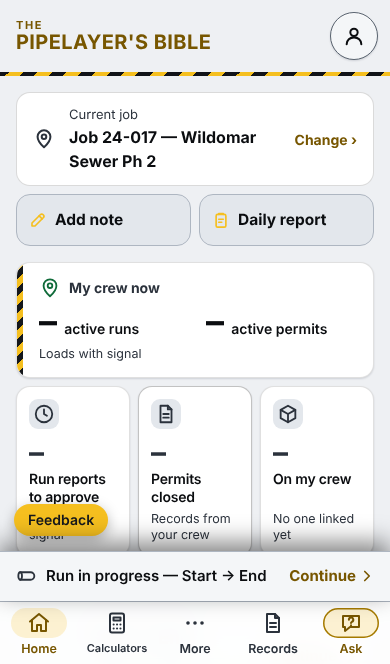 THE
PIPELAYER'S BIBLE
Current job
Job 24-017 — Wildomar
Sewer Ph 2
Change ›
Add note
Daily report
My crew now
— active runs
— active permits
Loads with signal
—
Run reports
to approve
signal
—
Permits
closed
Records from
your crew
—
On my crew
No one linked
yet
Feedback
Run in progress — Start → End
Continue ›
Home
Calculators
More
Records
Ask